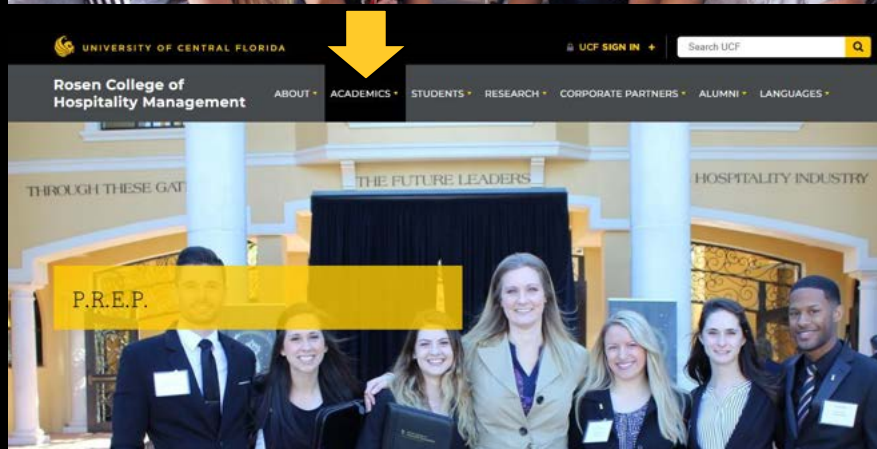 UNIVERSITY OF CENTRAL FLORIDA
UCF SIGN IN +
Search UCF
Rosen College of
Hospitality Management
ABOUT
ACADEMICS
STUDENTS
RESEARCH
CORPORATE PARTNERS
ALUMNI
LANGUAGES
THROUGH THESE GAT
THE FUTURE LEADERS
HOSPITALITY INDUSTRY
P.R.E.P.